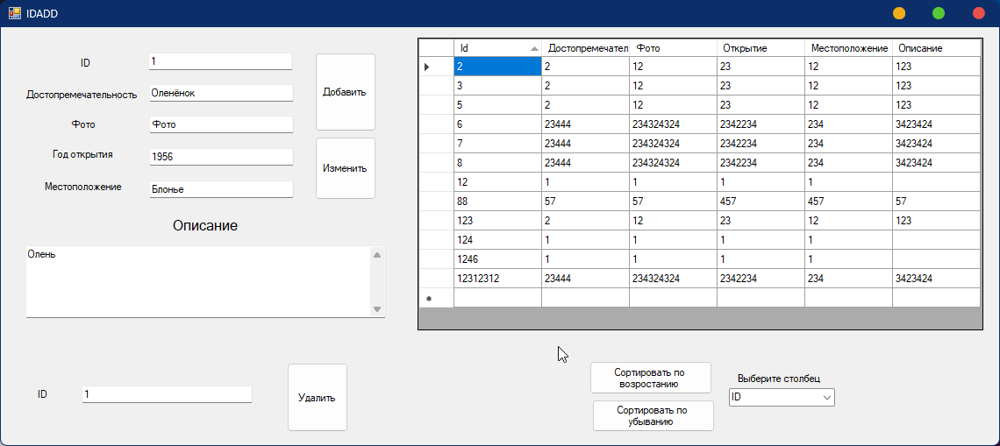 IDADD
ID
1
Достопремечательность
Оленёнок
Фото
Фото
Год открытия
1956
Местоположение
Блонье
Добавить
Изменить
Описание
Олень
ID
1
Удалить
Id Достопремечател Фото Открытие Местоположение Описание
2 2 12 23 12 123
3 2 12 23 12 123
5 2 12 23 12 123
6 23444 234324324 2342234 234 3423424
7 23444 234324324 2342234 234 3423424
8 23444 234324324 2342234 234 3423424
12 1 1 1 1
88 57 57 457 457 57
123 2 12 23 12 123
124 1 1 1 1
1246 1 1 1 1
12312312 23444 234324324 2342234 234 3423424
Сортировать по
возростанию
Сортировать по
убыванию
Выберите столбец
ID